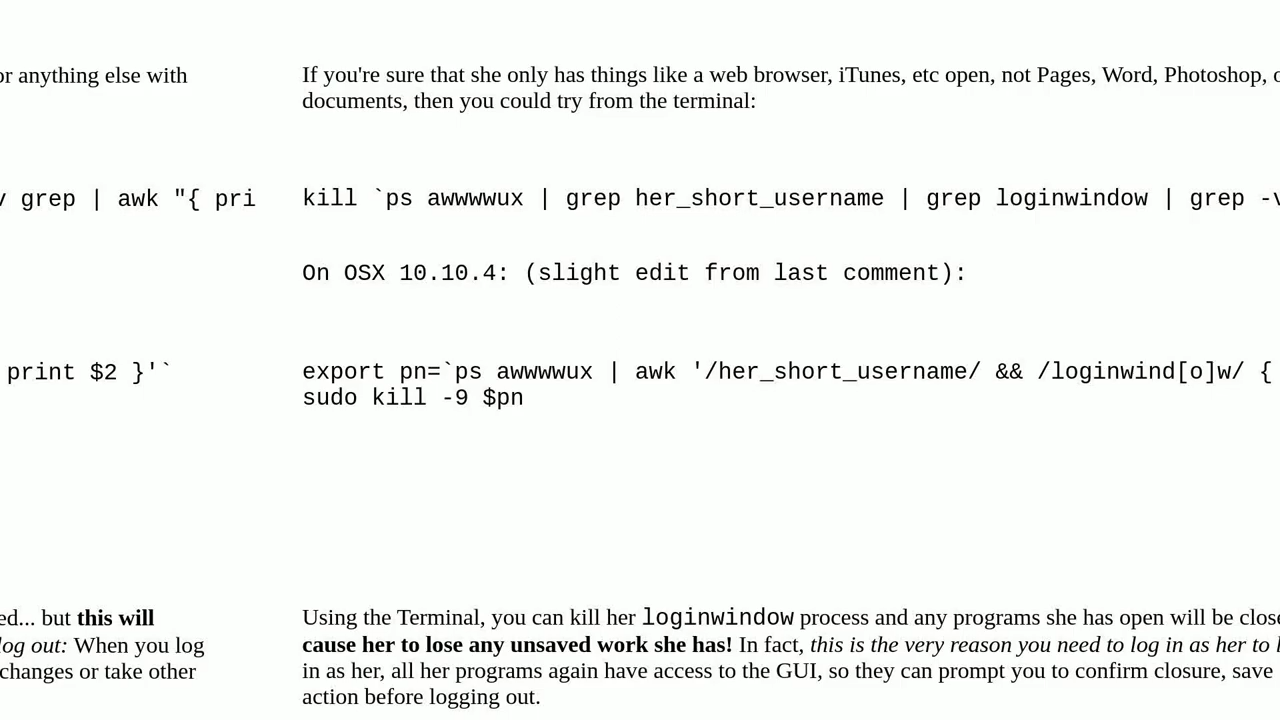 or anything else with
If you're sure that she only has things like a web browser, iTunes, etc open, not Pages, Word, Photoshop, o
documents, then you could try from the terminal:
v grep | awk "{ pri
kill `ps awwwwux | grep her_short_username | grep loginwindow | grep -v
On OSX 10.10.4: (slight edit from last comment):
print $2 }'`
export pn=`ps awwwwux | awk '/her_short_username/ && /loginwind[o]w/ {
sudo kill -9 $pn
ed... but this will
log out: When you log
changes or take other
Using the Terminal, you can kill her loginwindow process and any programs she has open will be close
cause her to lose any unsaved work she has! In fact, this is the very reason you need to log in as her to l
in as her, all her programs again have access to the GUI, so they can prompt you to confirm closure, save
action before logging out.